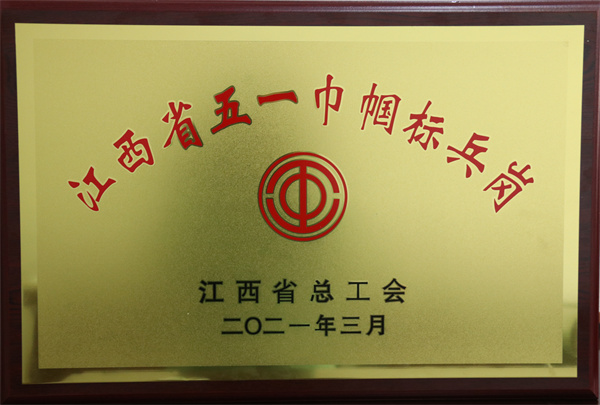 江西省五一巾帼标兵岗
江西省总工会
二〇二一年三月